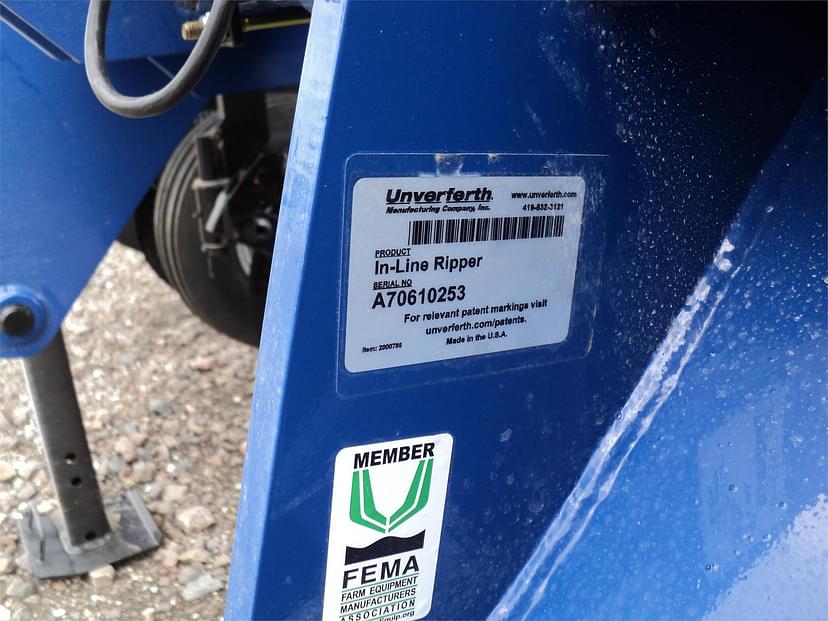 Unverferth
www.unverferth.com
Manufacturing Company, Inc.
419-532-3121
PRODUCT
In-Line Ripper
SERIAL NO
A70610253
For relevant patent markings visit
unverferth.com/patents.
Made in the U.S.A.
MEMBER
FEMA
FARM EQUIPMENT
MANUFACTURERS
ASSOCIATION